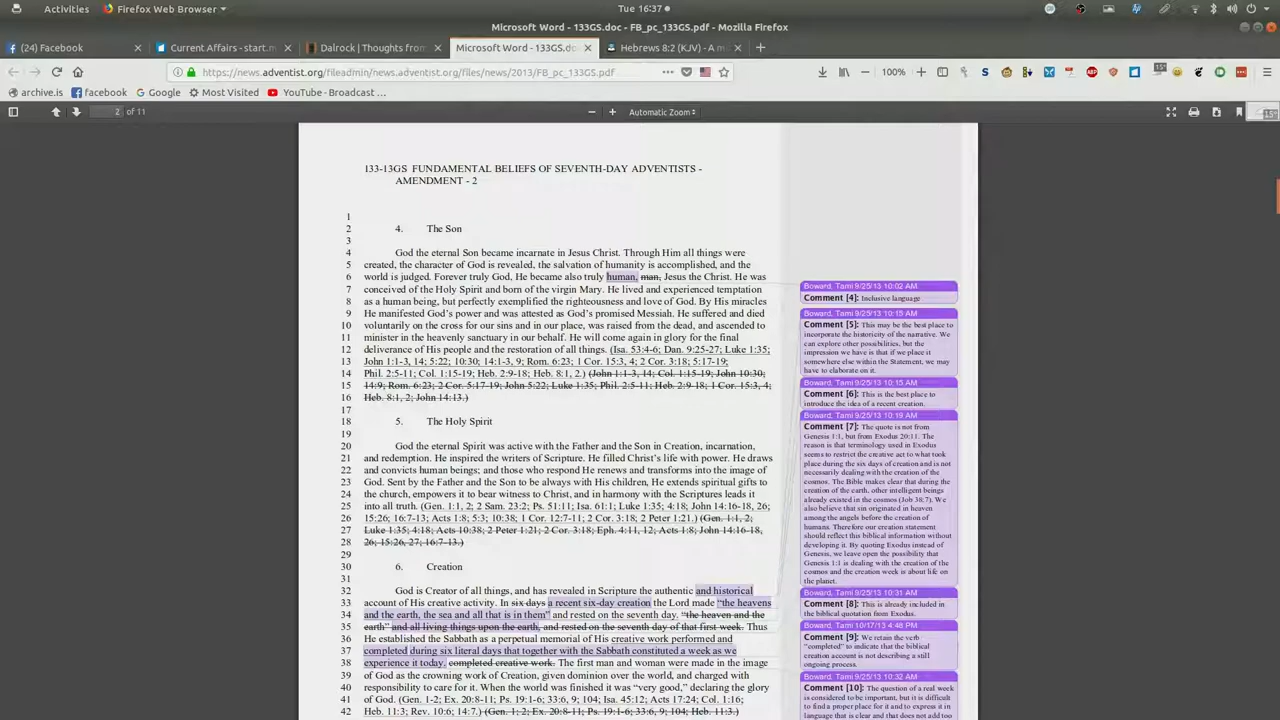 Activities Firefox Web Browser Tue 16:37
Microsoft Word - 133GS.doc - FB_pc_133GS.pdf - Mozilla Firefox
(24) Facebook Current Affairs - start.m Dalrock | Thoughts from Microsoft Word - 133GS.do Hebrews 8:2 (KJV) - A m
https://news.adventist.org/fileadmin/news.adventist.org/files/news/2013/FB_pc_133GS.pdf 100%
archive.is facebook Google Most Visited YouTube - Broadcast ...
2 of 11 Automatic Zoom
133-13GS FUNDAMENTAL BELIEFS OF SEVENTH-DAY ADVENTISTS -
AMENDMENT - 2
1
2 4. The Son
3
4 God the eternal Son became incarnate in Jesus Christ. Through Him all things were
5 created, the character of God is revealed, the salvation of humanity is accomplished, and the
6 world is judged. Forever truly God, He became also truly human, man, Jesus the Christ. He was
7 conceived of the Holy Spirit and born of the virgin Mary. He lived and experienced temptation
8 as a human being, but perfectly exemplified the righteousness and love of God. By His miracles
9 He manifested God's power and was attested as God's promised Messiah. He suffered and died
10 voluntarily on the cross for our sins and in our place, was raised from the dead, and ascended to
11 minister in the heavenly sanctuary in our behalf. He will come again in glory for the final
12 deliverance of His people and the restoration of all things. (Isa. 53:4-6; Dan. 9:25-27; Luke 1:35;
13 John 1:1-3, 14; 5:22; 10:30; 14:1-3, 9; Rom. 6:23; 1 Cor. 15:3, 4; 2 Cor. 3:18; 5:17-19;
14 Phil. 2:5-11; Col. 1:15-19; Heb. 2:9-18; Heb. 8:1, 2.) (John 1:1-3, 14; Col. 1:15-19; John 10:30;
15 14:9; Rom. 6:23; 2 Cor. 5:17-19; John 5:22; Luke 1:35; Phil. 2:5-11; Heb. 2:9-18; 1 Cor. 15:3, 4;
16 Heb. 8:1, 2; John 14:13.)
17
18 5. The Holy Spirit
19
20 God the eternal Spirit was active with the Father and the Son in Creation, incarnation,
21 and redemption. He inspired the writers of Scripture. He filled Christ's life with power. He draws
22 and convicts human beings; and those who respond He renews and transforms into the image of
23 God. Sent by the Father and the Son to be always with His children, He extends spiritual gifts to
24 the church, empowers it to bear witness to Christ, and in harmony with the Scriptures leads it
25 into all truth. (Gen. 1:1, 2; 2 Sam. 23:2; Ps. 51:11; Isa. 61:1; Luke 1:35; 4:18; John 14:16-18, 26;
26 15:26; 16:7-13; Acts 1:8; 5:3; 10:38; 1 Cor. 12:7-11; 2 Cor. 3:18; 2 Peter 1:21.) (Gen. 1:1, 2;
27 Luke 1:35; 4:18; Acts 10:38; 2 Peter 1:21; 2 Cor. 3:18; Eph. 4:11, 12; Acts 1:8; John 14:16-18,
28 26; 15:26, 27; 16:7-13.)
29
30 6. Creation
31
32 God is Creator of all things, and has revealed in Scripture the authentic and historical
33 account of His creative activity. In six days a recent six-day creation the Lord made "the heavens
34 and the earth, the sea and all that is in them" and rested on the seventh day. "the heaven and the
35 earth" and all living things upon the earth, and rested on the seventh day of that first week. Thus
36 He established the Sabbath as a perpetual memorial of His creative work performed and
37 completed during six literal days that together with the Sabbath constituted a week as we
38 experience it today. completed creative work. The first man and woman were made in the image
39 of God as the crowning work of Creation, given dominion over the world, and charged with
40 responsibility to care for it. When the world was finished it was "very good," declaring the glory
41 of God. (Gen. 1-2; Ex. 20:8-11; Ps. 19:1-6; 33:6, 9; 104; Isa. 45:12; Acts 17:24; Col. 1:16;
42 Heb. 11:3; Rev. 10:6; 14:7.) (Gen. 1; 2; Ex. 20:8-11; Ps. 19:1-6; 33:6, 9; 104; Heb. 11:3.)
Boward, Tami 9/25/13 10:02 AM
Comment [4]: Inclusive language
Boward, Tami 9/25/13 10:15 AM
Comment [5]: This may be the best place to
incorporate the historicity of the narrative. We
can explore other possibilities, but the
impression we have is that if we place it
somewhere else within the Statement, we may
have to elaborate on it.
Boward, Tami 9/25/13 10:15 AM
Comment [6]: This is the best place to
introduce the idea of a recent creation.
Boward, Tami 9/25/13 10:19 AM
Comment [7]: The quote is not from
Genesis 1:1, but from Exodus 20:11. The
reason is that terminology used in Exodus
seems to restrict the creative act to what took
place during the six days of creation and is not
necessarily dealing with the creation of the
cosmos. The Bible makes clear that during the
creation of the earth, other intelligent beings
already existed in the cosmos (Job 38:7). We
also believe that sin originated in heaven
among the angels before the creation of
humans. Therefore our creation statement
should reflect this biblical information without
developing it. By quoting Exodus instead of
Genesis, we leave open the possibility that
Genesis 1:1 is dealing with the creation of the
cosmos and the creation week is about life on
the planet.
Boward, Tami 9/25/13 10:31 AM
Comment [8]: This is already included in
the biblical quotation from Exodus.
Boward, Tami 10/17/13 4:48 PM
Comment [9]: We retain the verb
"completed" to indicate that the biblical
creation account is not describing a still
ongoing process.
Boward, Tami 9/25/13 10:32 AM
Comment [10]: The question of a real week
is considered to be important, but it is difficult
to find a proper place for it and to express it in
language that is clear and that does not add too